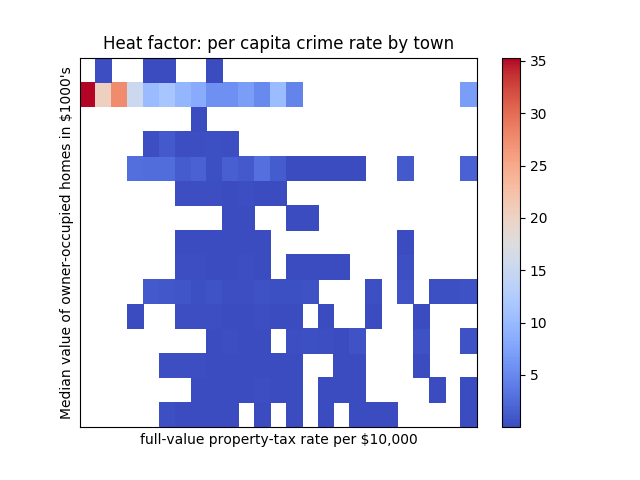 Heat factor: per capita crime rate by town
Median value of owner-occupied homes in $1000's
full-value property-tax rate per $10,000
35
30
25
20
15
10
5